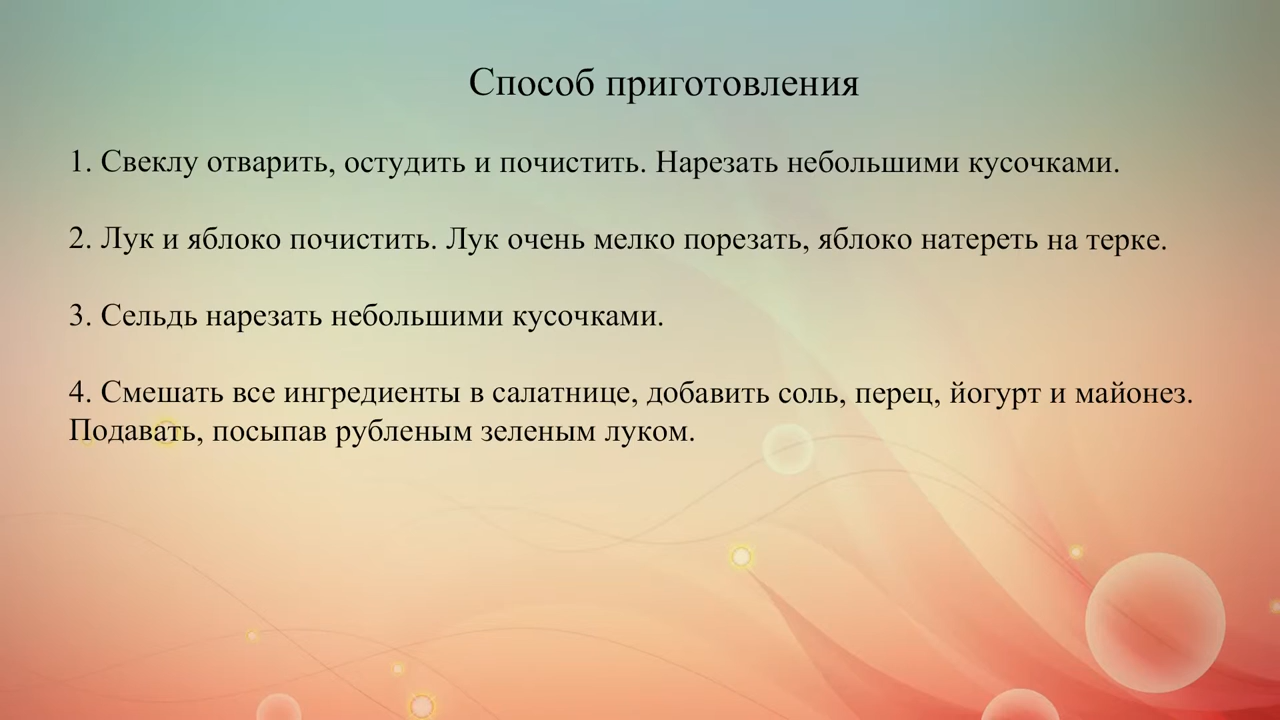 Способ приготовления
1. Свеклу отварить, остудить и почистить. Нарезать небольшими кусочками.
2. Лук и яблоко почистить. Лук очень мелко порезать, яблоко натереть на терке.
3. Сельдь нарезать небольшими кусочками.
4. Смешать все ингредиенты в салатнице, добавить соль, перец, йогурт и майонез.
Подавать, посыпав рубленым зеленым луком.